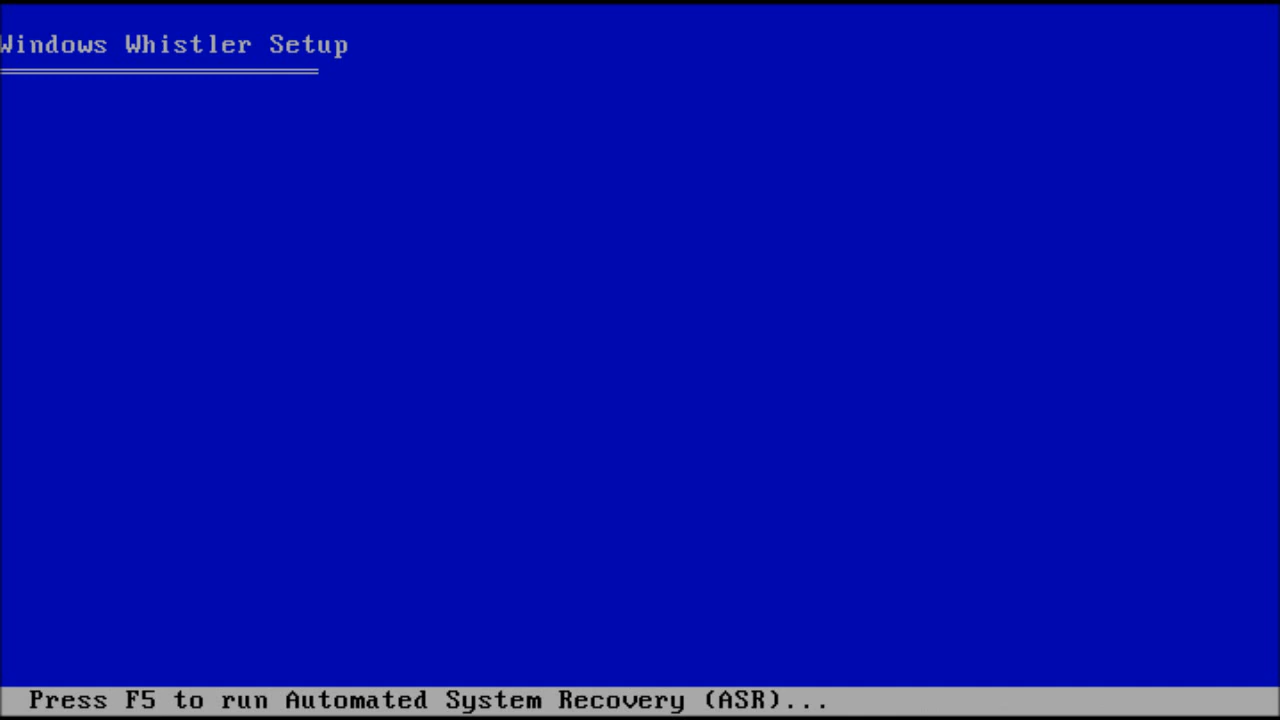 Windows Whistler Setup
Press F5 to run Automated System Recovery (ASR)...